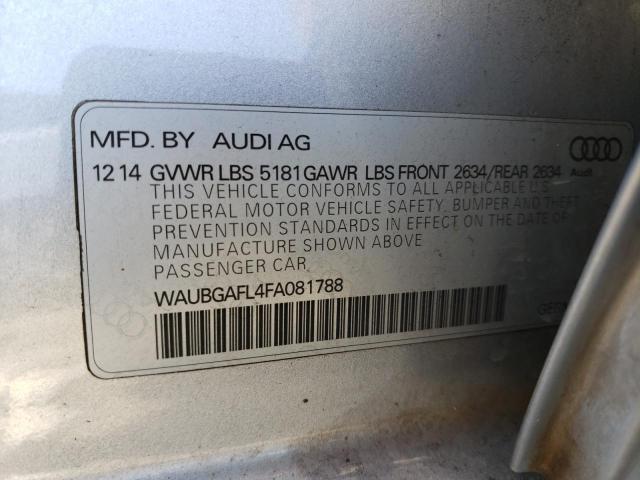 MFD. BY AUDI AG
12 14 GVWR LBS 5181 GAWR LBS FRONT 2634/REAR 2634 Audi
THIS VEHICLE CONFORMS TO ALL APPLICABLE U.S.
FEDERAL MOTOR VEHICLE SAFETY, BUMPER AND THEFT
PREVENTION STANDARDS IN EFFECT ON THE DATE OF
MANUFACTURE SHOWN ABOVE
PASSENGER CAR
WAUBGAFL4FA081788